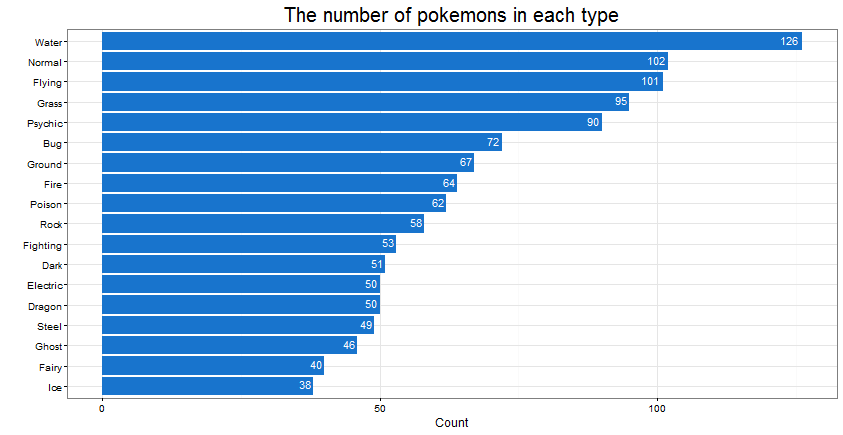 The number of pokemons in each type
Water 126
Normal 102
Flying 101
Grass 95
Psychic 90
Bug 72
Ground 67
Fire 64
Poison 62
Rock 58
Fighting 53
Dark 51
Electric 50
Dragon 50
Steel 49
Ghost 46
Fairy 40
Ice 38
0 50 100
Count